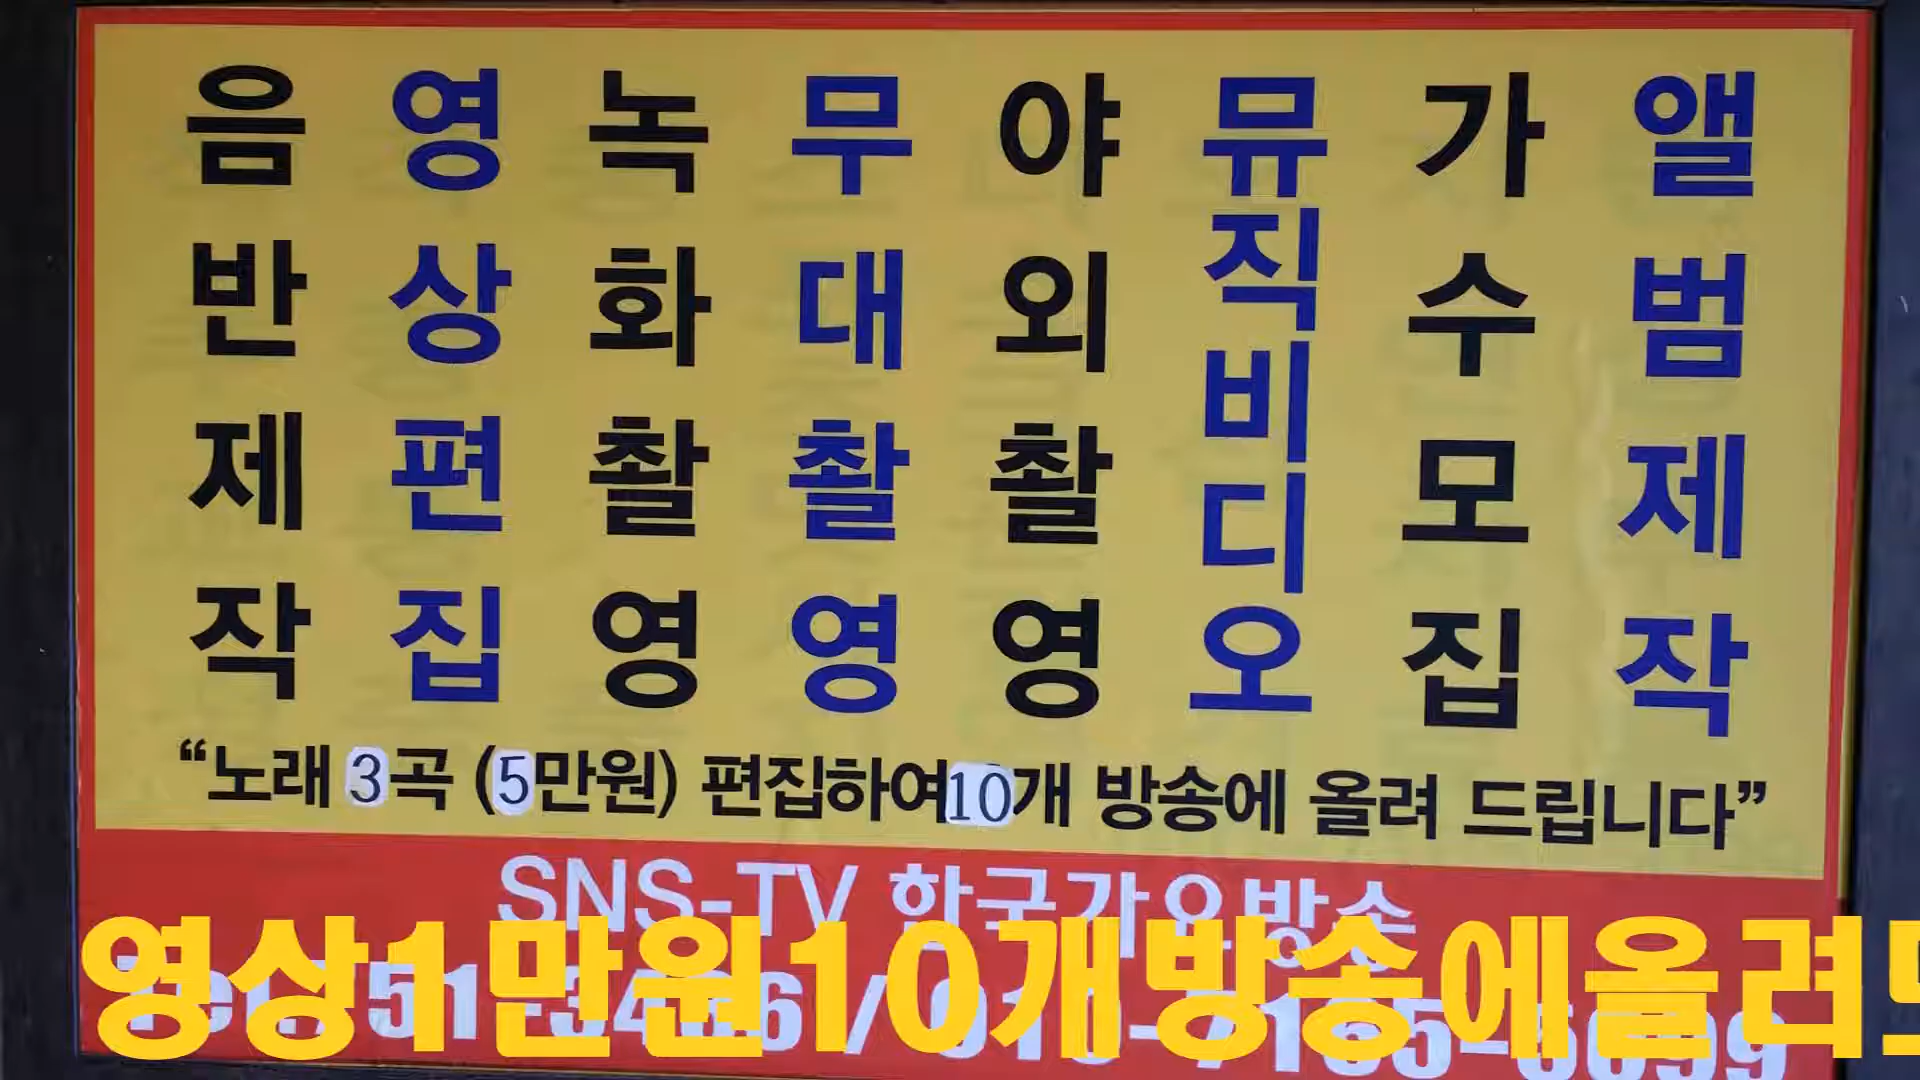 음반제작
영상편집
녹화촬영
무대촬영
야외촬영
뮤직비디오
가수모집
앨범제작
“노래 3곡 (5만원) 편집하여 10개 방송에 올려 드립니다”
SNS-TV 한국가요방송
영상1만원10개방송에올려